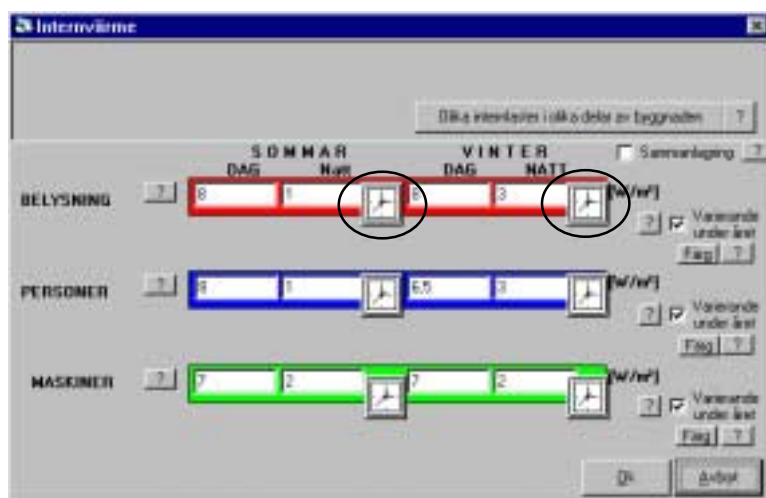 Internvärme
Olika internlaster i olika delar av byggnaden ?
SOMMAR VINTER Sammanlagring ?
DAG Natt DAG NATT
BELYSNING ? 8 1 8 3 [W/m²]
? Varierande
under året
Färg ?
PERSONER ? 8 1 6,5 3 [W/m²]
? Varierande
under året
Färg ?
MASKINER ? 7 2 7 2 [W/m²]
? Varierande
under året
Färg ?
Ok Avbryt